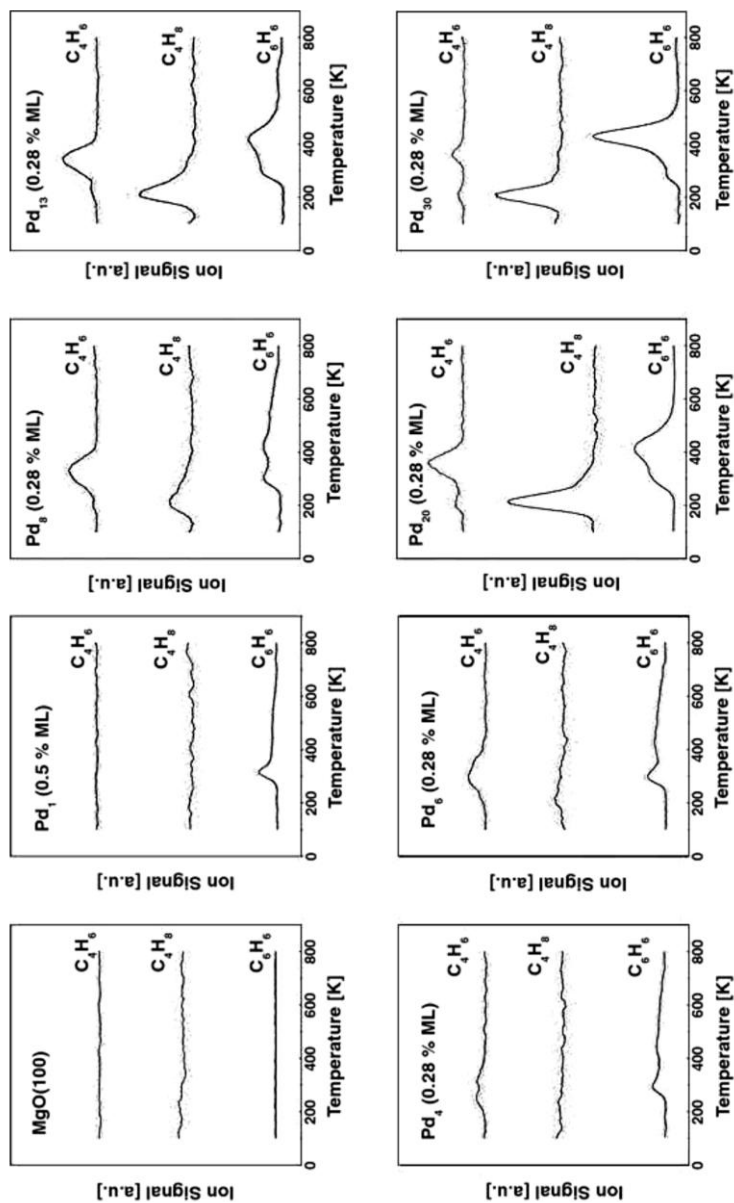 MgO(100)
C₄H₆
C₄H₈
C₆H₆
Ion Signal [a.u.]
0 200 400 600 800
Temperature [K]
Pd₁ (0.5 % ML)
C₄H₆
C₄H₈
C₆H₆
Ion Signal [a.u.]
0 200 400 600 800
Temperature [K]
Pd₈ (0.28 % ML)
C₄H₆
C₄H₈
C₆H₆
Ion Signal [a.u.]
0 200 400 600 800
Temperature [K]
Pd₁₃ (0.28 % ML)
C₄H₆
C₄H₈
C₆H₆
Ion Signal [a.u.]
0 200 400 600 800
Temperature [K]
Pd₄ (0.28 % ML)
C₄H₆
C₄H₈
C₆H₆
Ion Signal [a.u.]
0 200 400 600 800
Temperature [K]
Pd₆ (0.28 % ML)
C₄H₆
C₄H₈
C₆H₆
Ion Signal [a.u.]
0 200 400 600 800
Temperature [K]
Pd₂₀ (0.28 % ML)
C₄H₆
C₄H₈
C₆H₆
Ion Signal [a.u.]
0 200 400 600 800
Temperature [K]
Pd₃₀ (0.28 % ML)
C₄H₆
C₄H₈
C₆H₆
Ion Signal [a.u.]
0 200 400 600 800
Temperature [K]